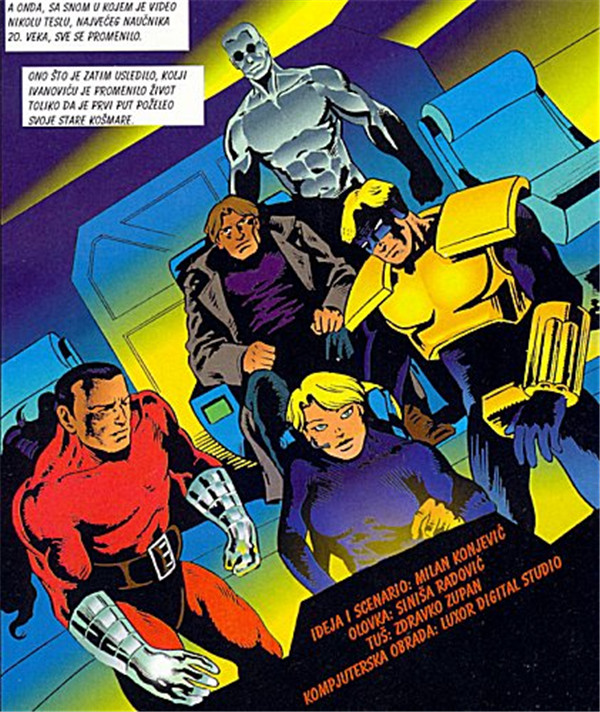 A ONDA, SA SNOM U KOJEM JE VIDEO
NIKOLU TESLU, NAJVEĆEG NAUČNIKA
20. VEKA, SVE SE PROMENILO.
ONO ŠTO JE ZATIM USLEDILO, KOLJI
IVANOVIĆU JE PROMENILO ŽIVOT
TOLIKO DA JE PRVI PUT POŽELEO
SVOJE STARE KOŠMARE.
IDEJA I SCENARIO: MILAN KONJEVIĆ
OLOVKA: SINIŠA RADOVIĆ
TUŠ: ZDRAVKO ZUPAN
KOMPJUTERSKA OBRADA: LUXOR DIGITAL STUDIO